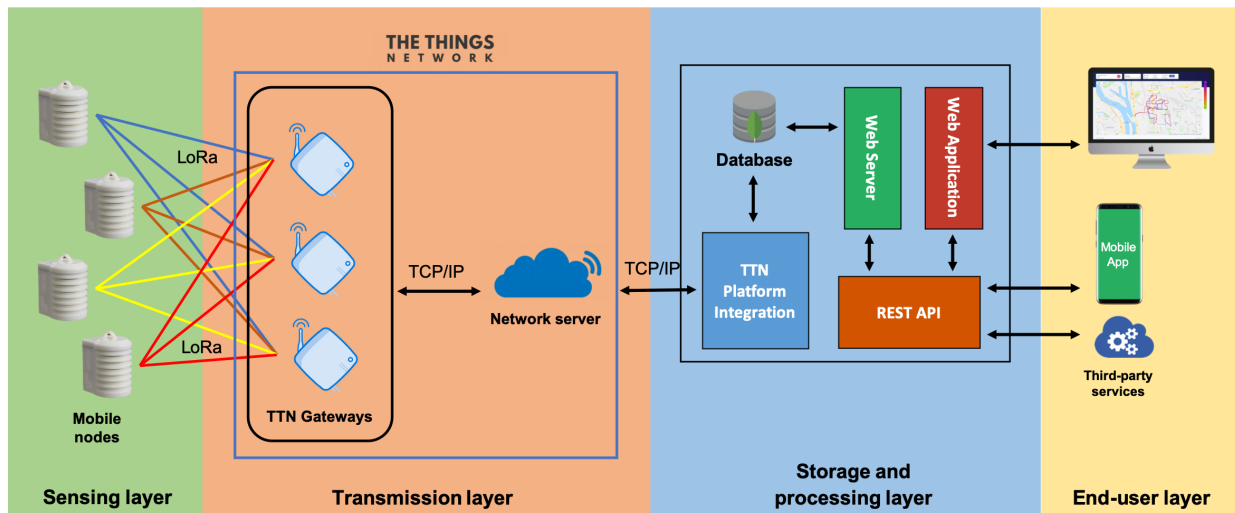 THE THINGS
NETWORK
LoRa
LoRa
Mobile
nodes
TTN Gateways
TCP/IP
Network server
TCP/IP
Database
Web Server
Web Application
TTN
Platform
Integration
REST API
Mobile
App
Third-party
services
Sensing layer
Transmission layer
Storage and
processing layer
End-user layer